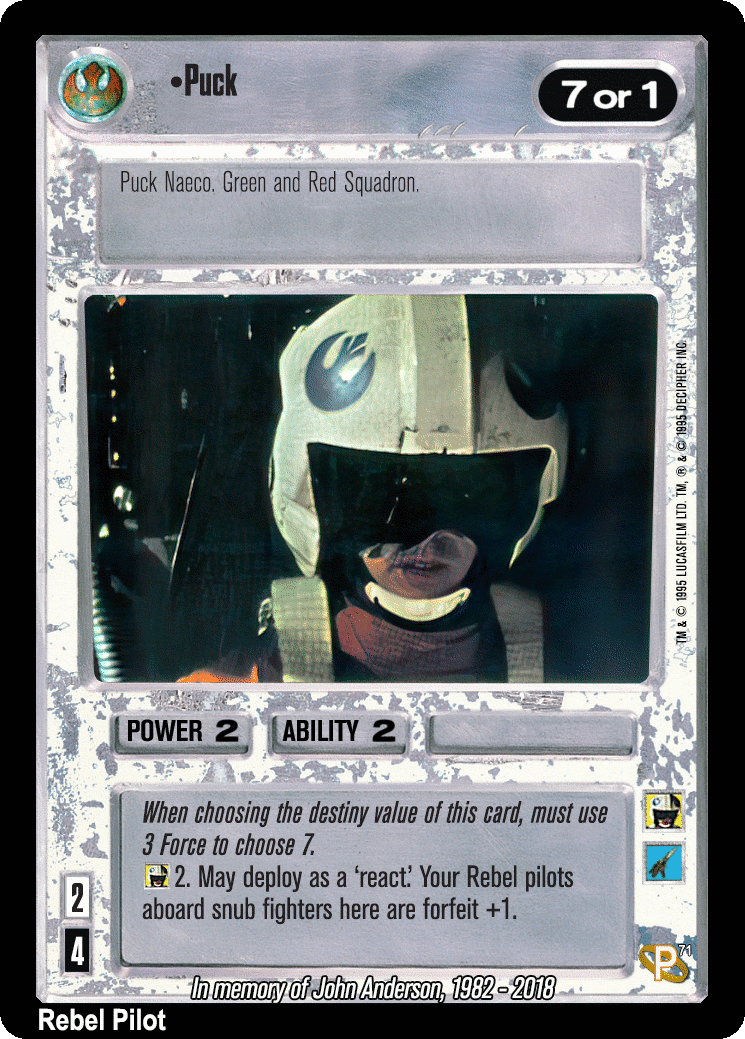 •Puck
7 or 1
Puck Naeco. Green and Red Squadron.
TM & © 1995 LUCASFILM LTD. TM, ® & © 1995 DECIPHER INC.
POWER 2
ABILITY 2
When choosing the destiny value of this card, must use
3 Force to choose 7.
2. May deploy as a ‘react.’ Your Rebel pilots
aboard snub fighters here are forfeit +1.
2
4
P
71
In memory of John Anderson, 1982 - 2018
Rebel Pilot